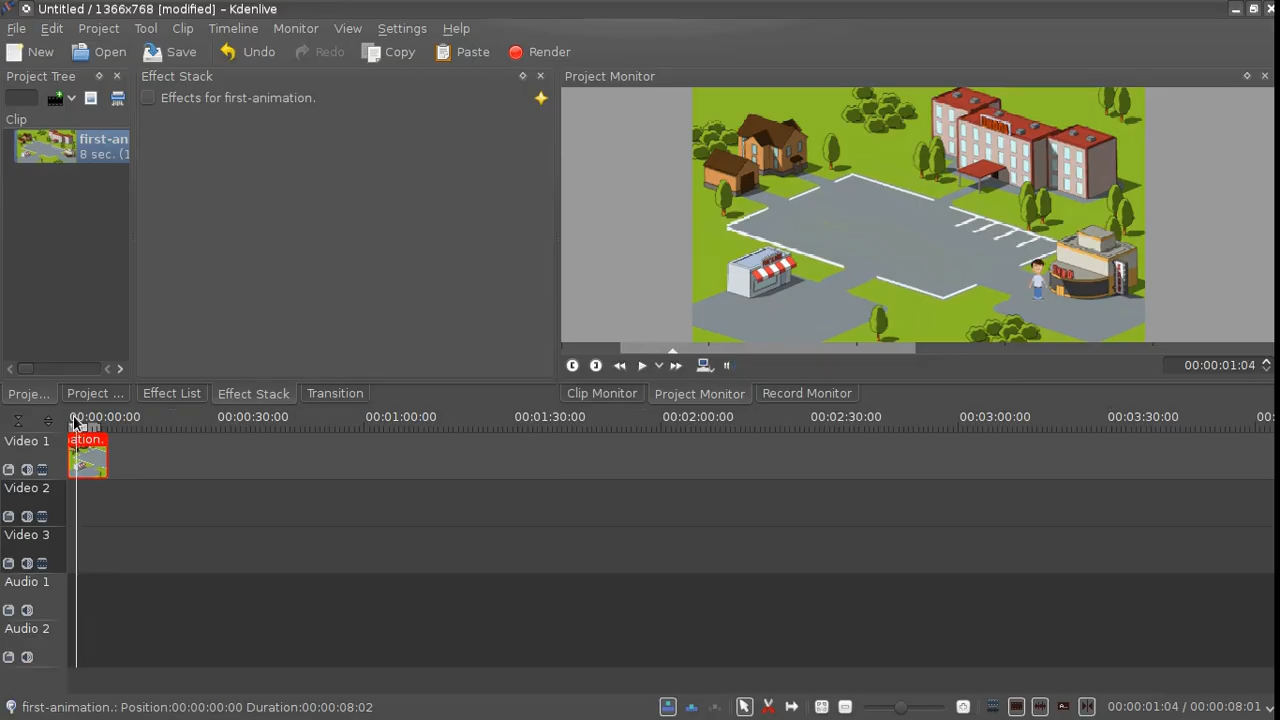 Untitled / 1366x768 [modified] – Kdenlive
File Edit Project Tool Clip Timeline Monitor View Settings Help
New Open Save Undo Redo Copy Paste Render
Project Tree Effect Stack Project Monitor
Effects for first-animation.
Clip
first-an
8 sec. (1
00:00:01:04
Proje... Project ... Effect List Effect Stack Transition Clip Monitor Project Monitor Record Monitor
00:00:00:00 00:00:30:00 00:01:00:00 00:01:30:00 00:02:00:00 00:02:30:00 00:03:00:00 00:03:30:00 00:
Video 1
ation.
Video 2
Video 3
Audio 1
Audio 2
first-animation.: Position:00:00:00:00 Duration:00:00:08:02 00:00:01:04 / 00:00:08:01